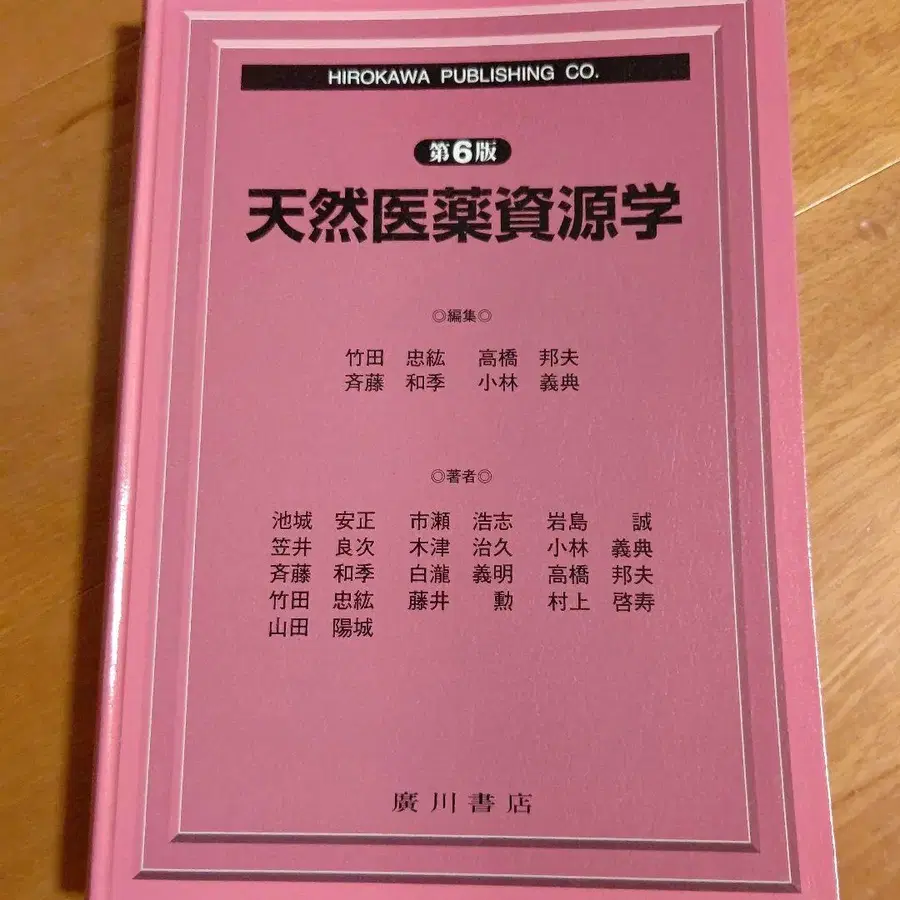 HIROKAWA PUBLISHING CO.
第6版
天然医薬資源学
◎編集◎
竹田 忠紘 高橋 邦夫
斉藤 和季 小林 義典
◎著者◎
池城 安正 市瀬 浩志 岩島 誠
笠井 良次 木津 治久 小林 義典
斉藤 和季 白瀧 義明 高橋 邦夫
竹田 忠紘 藤井 勲 村上 啓寿
山田 陽城
廣川書店